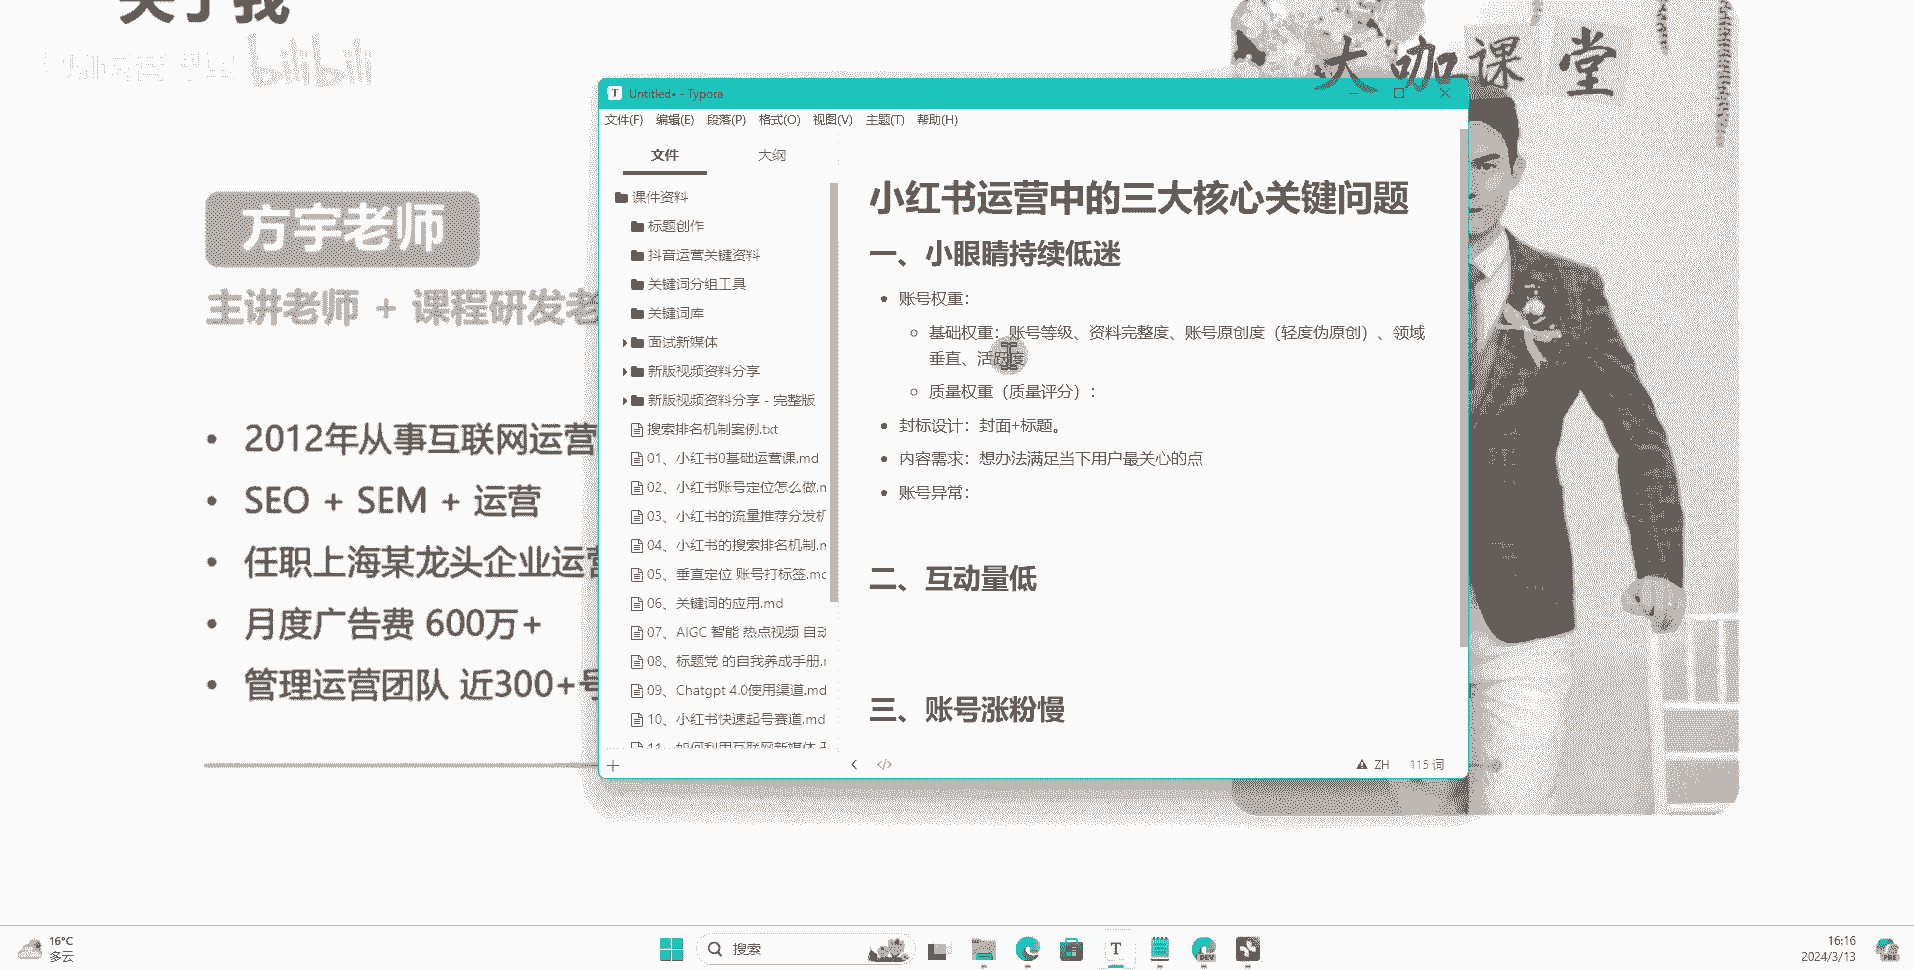 关于我
bilibili
大咖课堂
方宇老师
主讲老师 + 课程研发老
2012年从事互联网运营
SEO + SEM + 运营
任职上海某龙头企业运营
月度广告费 600万+
管理运营团队 近300+号
Untitled• - Typora
文件(F) 编辑(E) 段落(P) 格式(O) 视图(V) 主题(T) 帮助(H)
文件 大纲
课件资料
标题创作
抖音运营关键资料
关键词分组工具
关键词库
面试新媒体
新版视频资料分享
新版视频资料分享 - 完整版
搜索排名机制案例.txt
01、小红书0基础运营课.md
02、小红书账号定位怎么做.m
03、小红书的流量推荐分发机
04、小红书的搜索排名机制.m
05、垂直定位 账号打标签.md
06、关键词的应用.md
07、AIGC 智能 热点视频 自动
08、标题党 的自我养成手册.m
09、Chatgpt 4.0使用渠道.md
10、小红书快速起号赛道.md
11、如何利用互联网新媒体
小红书运营中的三大核心关键问题
一、小眼睛持续低迷
账号权重：
基础权重：账号等级、资料完整度、账号原创度（轻度伪原创）、领域
垂直、活跃度
质量权重（质量评分）：
封标设计：封面+标题。
内容需求：想办法满足当下用户最关心的点
账号异常：
二、互动量低
三、账号涨粉慢
</> ZH 115 词
16°C
多云
搜索
T
DEV
16:16
2024/3/13
PRE